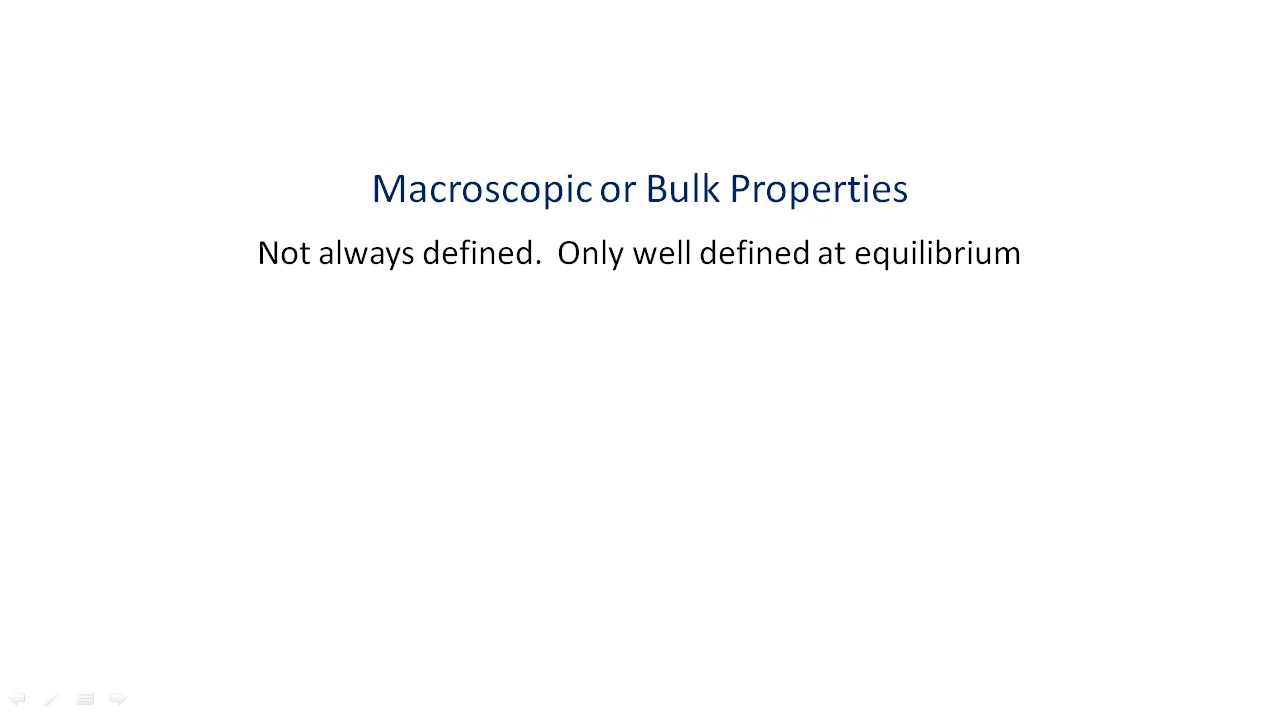 Macroscopic or Bulk Properties
Not always defined.  Only well defined at equilibrium